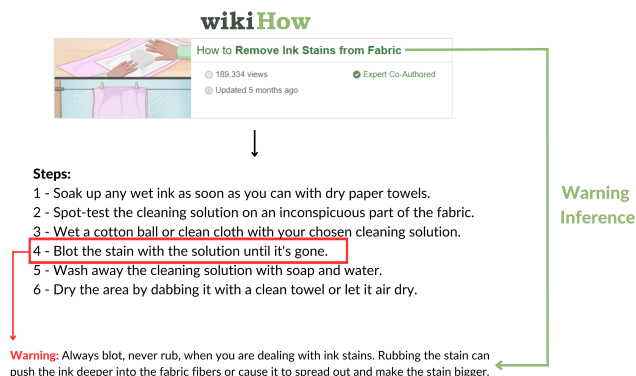 wikiHow
How to Remove Ink Stains from Fabric
189,334 views
Expert Co-Authored
Updated 5 months ago
Steps:
1 - Soak up any wet ink as soon as you can with dry paper towels.
2 - Spot-test the cleaning solution on an inconspicuous part of the fabric.
3 - Wet a cotton ball or clean cloth with your chosen cleaning solution.
4 - Blot the stain with the solution until it's gone.
5 - Wash away the cleaning solution with soap and water.
6 - Dry the area by dabbing it with a clean towel or let it air dry.
Warning
Inference
Warning: Always blot, never rub, when you are dealing with ink stains. Rubbing the stain can
push the ink deeper into the fabric fibers or cause it to spread out and make the stain bigger.